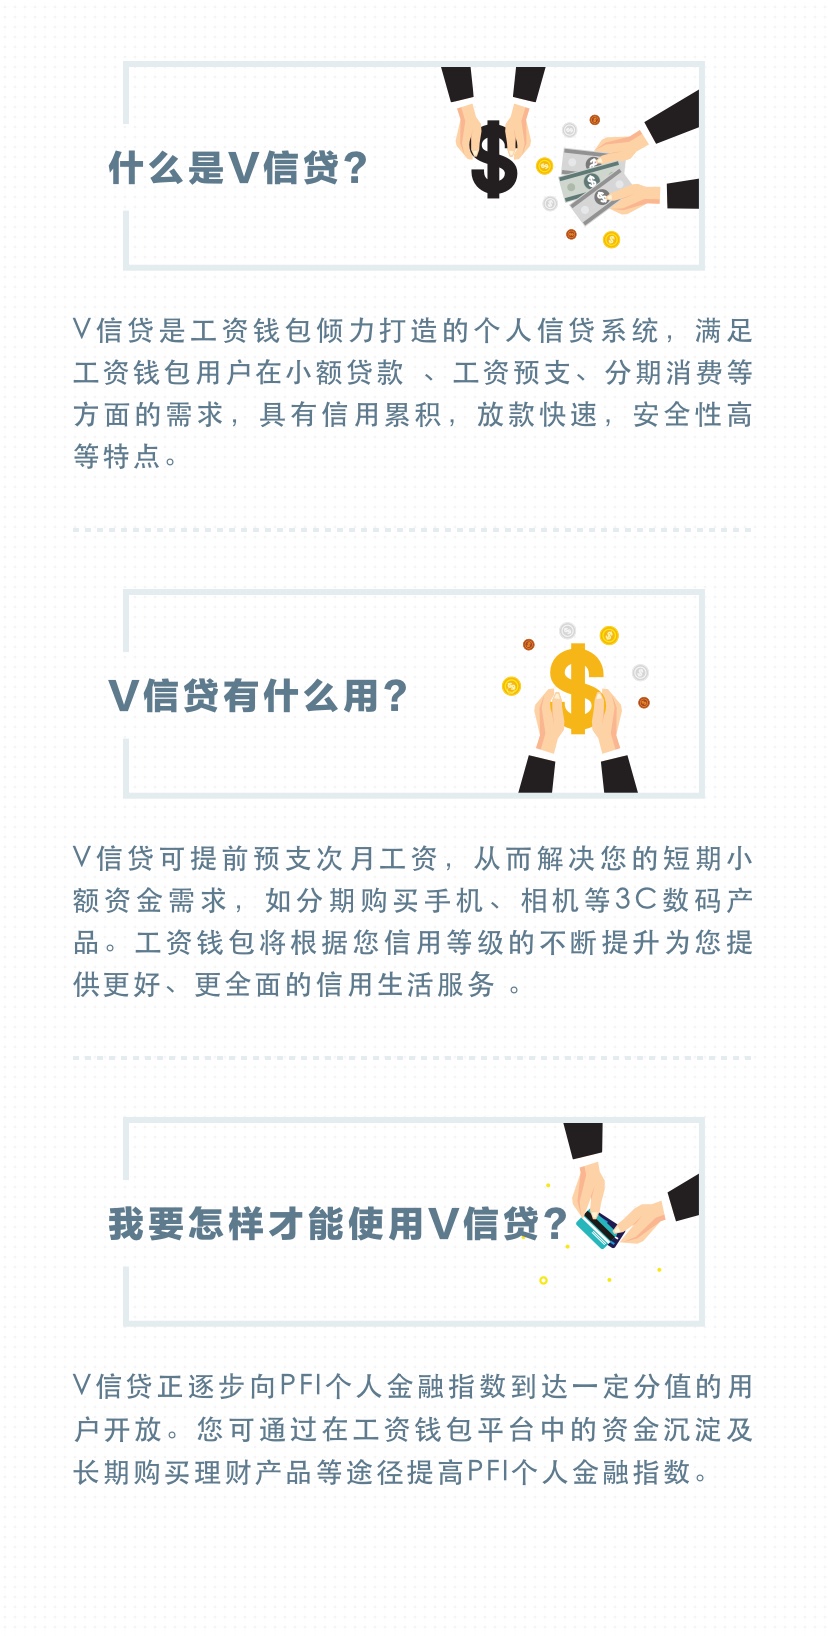 什么是V信贷?
V信贷是工资钱包倾力打造的个人信贷系统，满足
工资钱包用户在小额贷款 、工资预支、分期消费等
方面的需求，具有信用累积，放款快速，安全性高
等特点。
V信贷有什么用?
V信贷可提前预支次月工资，从而解决您的短期小
额资金需求，如分期购买手机、相机等3C数码产
品。工资钱包将根据您信用等级的不断提升为您提
供更好、更全面的信用生活服务 。
我要怎样才能使用V信贷?
V信贷正逐步向PFI个人金融指数到达一定分值的用
户开放。您可通过在工资钱包平台中的资金沉淀及
长期购买理财产品等途径提高PFI个人金融指数。